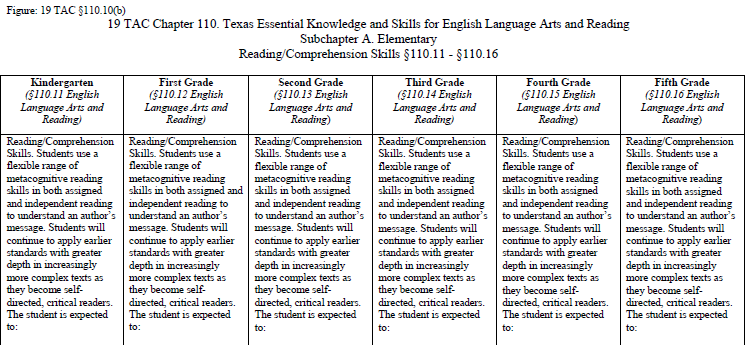 Figure: 19 TAC §110.10(b)
19 TAC Chapter 110. Texas Essential Knowledge and Skills for English Language Arts and Reading
Subchapter A. Elementary
Reading/Comprehension Skills §110.11 - §110.16
Kindergarten
(§110.11 English
Language Arts and
Reading)
Reading/Comprehension
Skills. Students use a
flexible range of
metacognitive reading
skills in both assigned
and independent reading
to understand an author’s
message. Students will
continue to apply earlier
standards with greater
depth in increasingly
more complex texts as
they become self-
directed, critical readers.
The student is expected
to:
First Grade
(§110.12 English
Language Arts and
Reading)
Reading/Comprehension
Skills. Students use a
flexible range of
metacognitive reading
skills in both assigned and
independent reading to
understand an author’s
message. Students will
continue to apply earlier
standards with greater
depth in increasingly
more complex texts as
they become self-
directed, critical readers.
The student is expected
to:
Second Grade
(§110.13 English
Language Arts and
Reading)
Reading/Comprehension
Skills. Students use a
flexible range of
metacognitive reading
skills in both assigned
and independent reading
to understand an author’s
message. Students will
continue to apply earlier
standards with greater
depth in increasingly
more complex texts as
they become self-
directed, critical readers.
The student is expected
to:
Third Grade
(§110.14 English
Language Arts and
Reading)
Reading/Comprehension
Skills. Students use a
flexible range of
metacognitive reading
skills in both assigned
and independent reading
to understand an author’s
message. Students will
continue to apply earlier
standards with greater
depth in increasingly
more complex texts as
they become self-
directed, critical readers.
The student is expected
to:
Fourth Grade
(§110.15 English
Language Arts and
Reading)
Reading/Comprehension
Skills. Students use a
flexible range of
metacognitive reading
skills in both assigned
and independent reading
to understand an author’s
message. Students will
continue to apply earlier
standards with greater
depth in increasingly
more complex texts as
they become self-
directed, critical readers.
The student is expected
to:
Fifth Grade
(§110.16 English
Language Arts and
Reading)
Reading/Comprehension
Skills. Students use a
flexible range of
metacognitive reading
skills in both assigned
and independent reading
to understand an author’s
message. Students will
continue to apply earlier
standards with greater
depth in increasingly
more complex texts as
they become self-
directed, critical readers.
The student is expected
to: